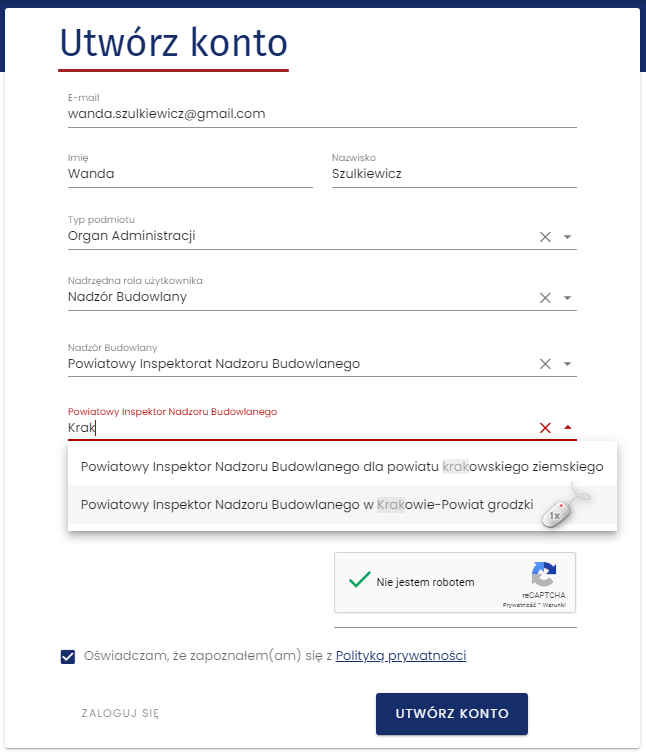 Utwórz konto
E-mail
wanda.szulkiewicz@gmail.com
Imię Nazwisko
Wanda Szulkiewicz
Typ podmiotu
Organ Administracji
Nadrzędna rola użytkownika
Nadzór Budowlany
Nadzór Budowlany
Powiatowy Inspektorat Nadzoru Budowlanego
Powiatowy Inspektor Nadzoru Budowlanego
Krak
Powiatowy Inspektor Nadzoru Budowlanego dla powiatu krakowskiego ziemskiego
Powiatowy Inspektor Nadzoru Budowlanego w Krakowie-Powiat grodzki
1x
Nie jestem robotem
reCAPTCHA
Prywatność - Warunki
Oświadczam, że zapoznałem(am) się z Polityką prywatności
ZALOGUJ SIĘ UTWÓRZ KONTO